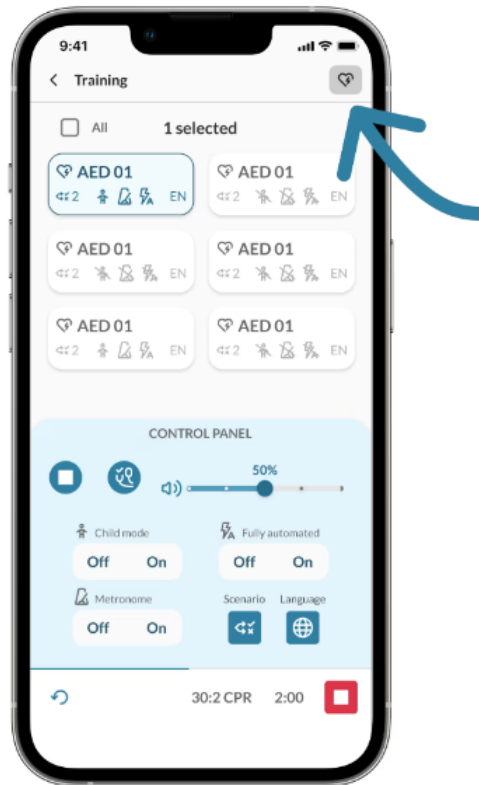 9:41
Training
All 1 selected
AED 01 AED 01
2 EN 2 EN
AED 01 AED 01
2 EN 2 EN
AED 01 AED 01
2 EN 2 EN
CONTROL PANEL
50%
Child mode Fully automated
Off On Off On
Metronome Scenario Language
Off On
30:2 CPR 2:00